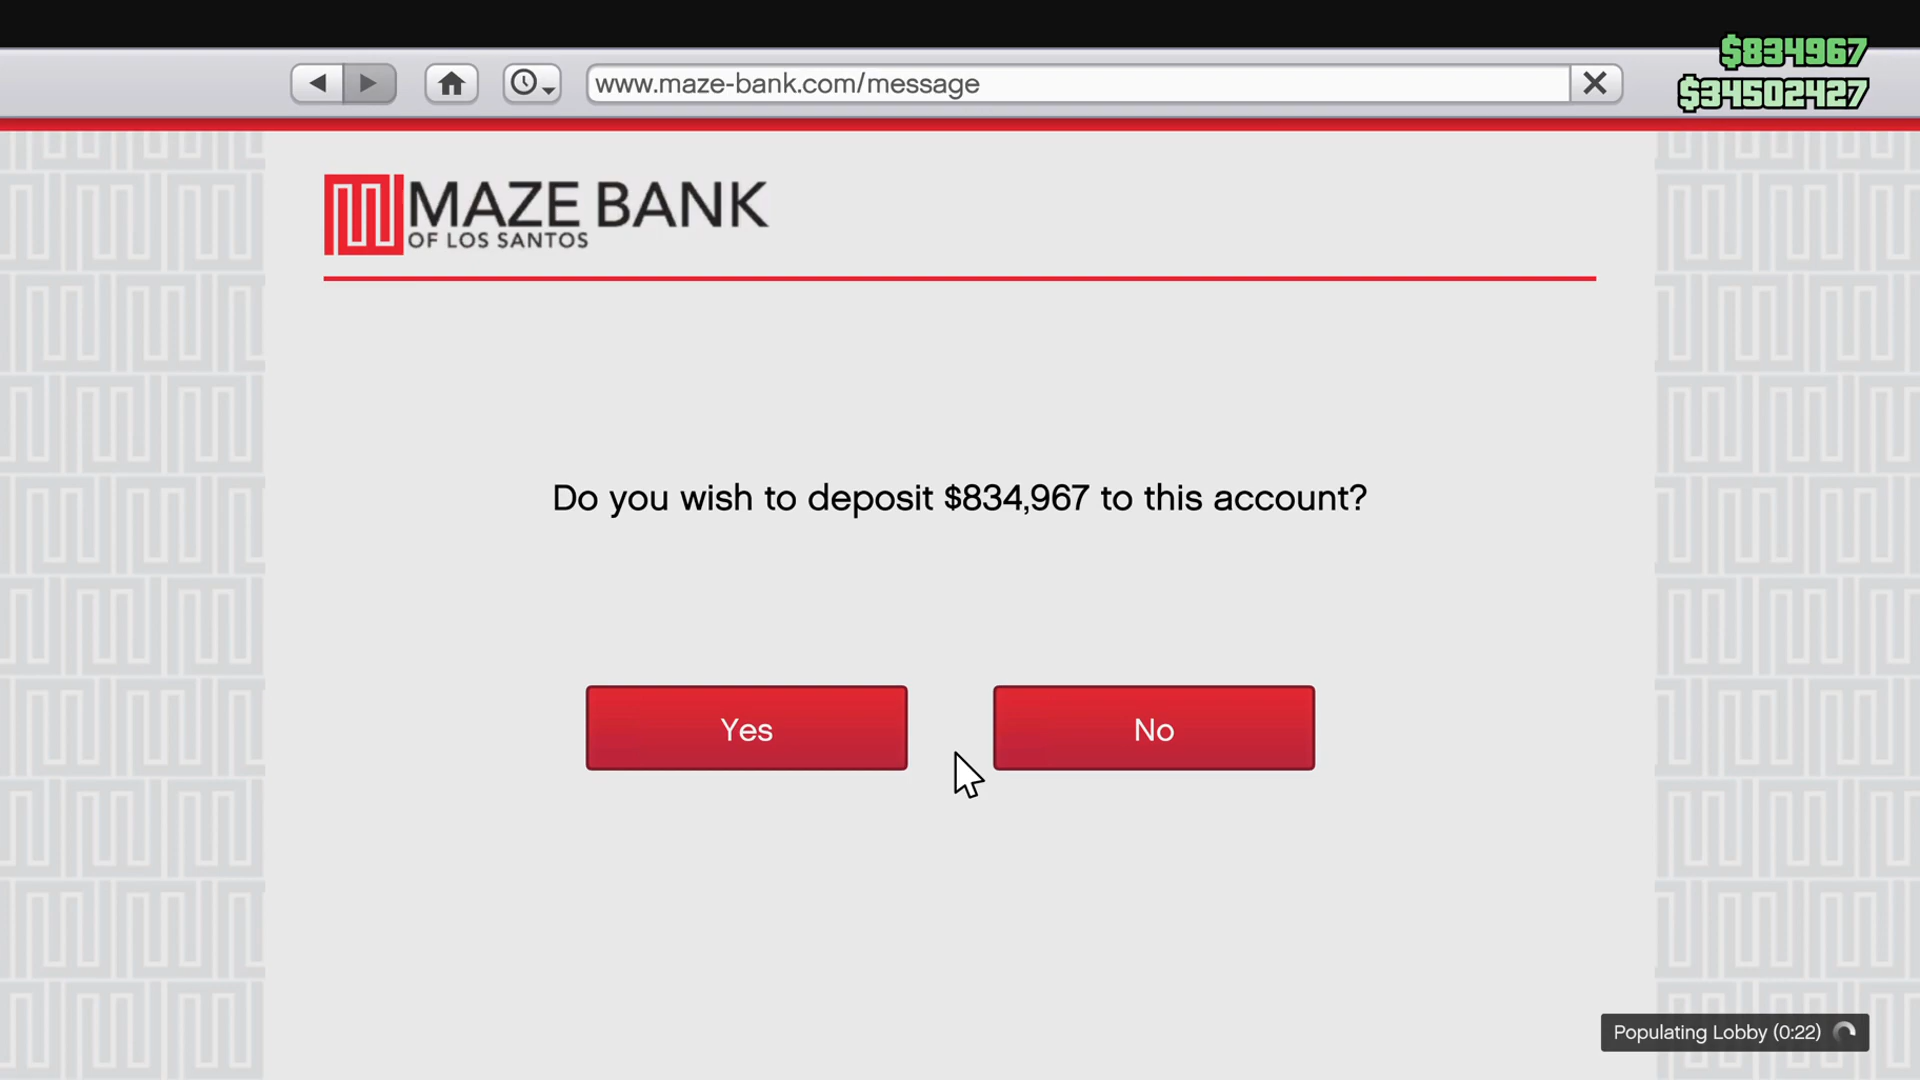 $834967
www.maze-bank.com/message
$34502427
MAZE BANK
OF LOS SANTOS
Do you wish to deposit $834,967 to this account?
Yes
No
Populating Lobby (0:22)